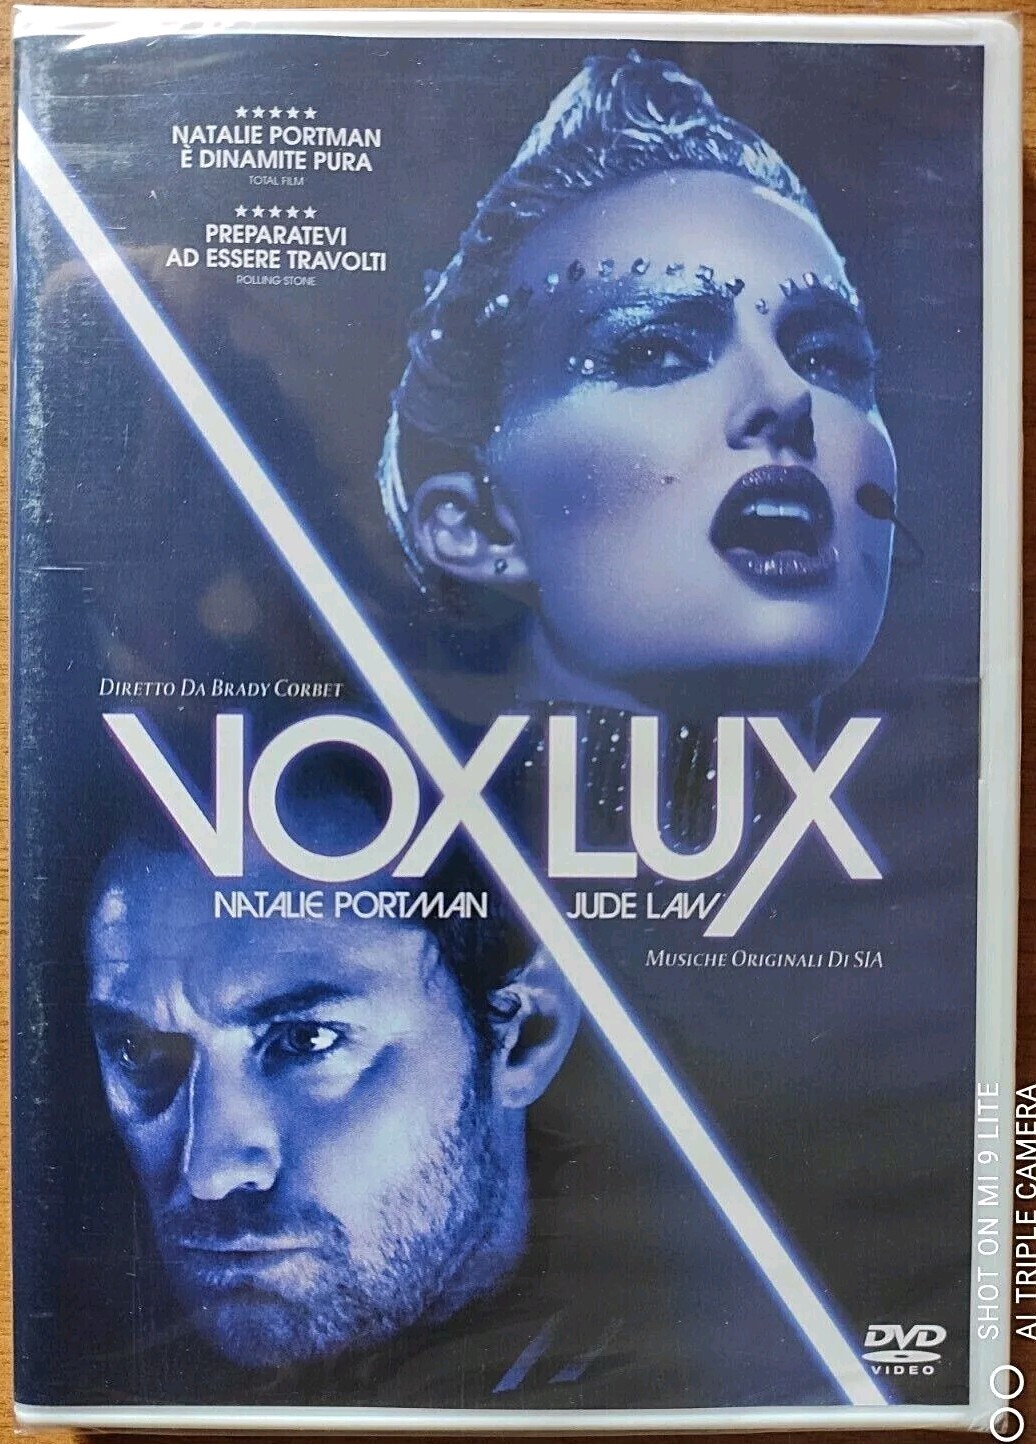 ★★★★★
NATALIE PORTMAN
È DINAMITE PURA
TOTAL FILM
★★★★★
PREPARATEVI
AD ESSERE TRAVOLTI
ROLLING STONE
DIRETTO DA BRADY CORBET
VOX LUX
NATALIE PORTMAN JUDE LAW
MUSICHE ORIGINALI DI SIA
DVD
VIDEO
SHOT ON MI 9 LITE
AI TRIPLE CAMERA